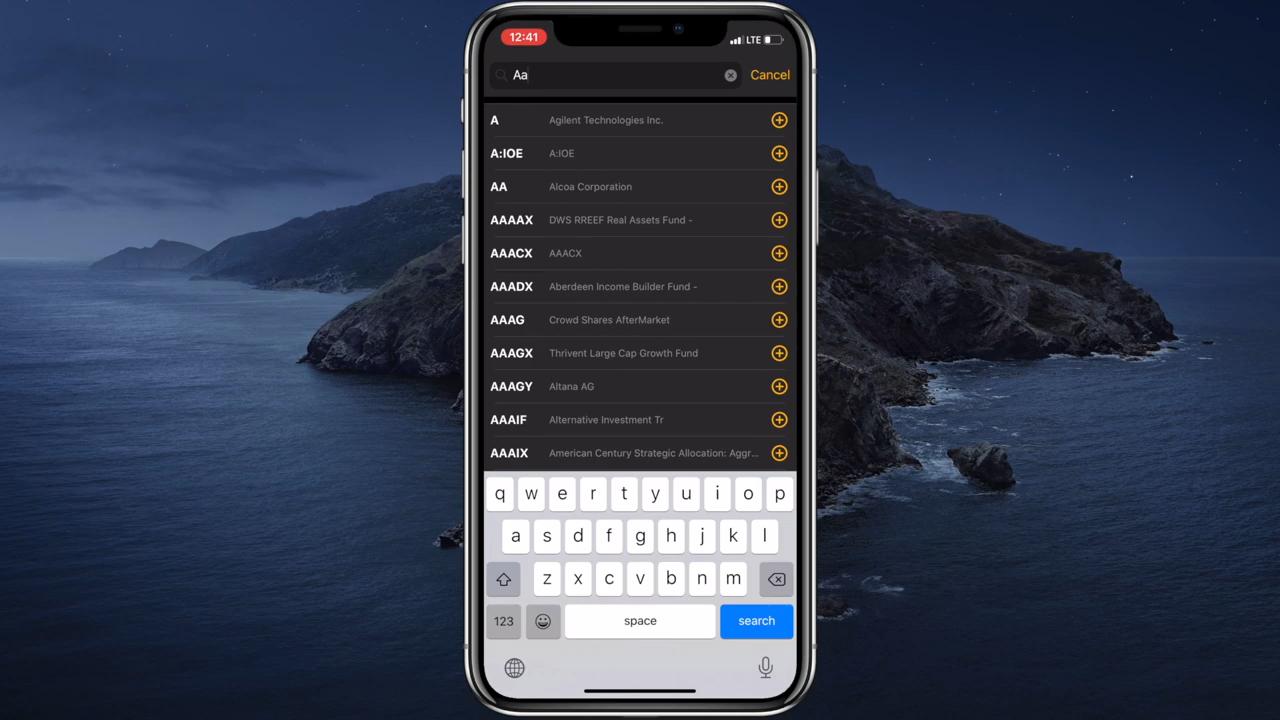 12:41
LTE
Aa
Cancel
A Agilent Technologies Inc.
A:IOE A:IOE
AA Alcoa Corporation
AAAAX DWS RREEF Real Assets Fund -
AAACX AAACX
AAADX Aberdeen Income Builder Fund -
AAAG Crowd Shares AfterMarket
AAAGX Thrivent Large Cap Growth Fund
AAAGY Altana AG
AAAIF Alternative Investment Tr
AAAIX American Century Strategic Allocation: Aggr...
q w e r t y u i o p
a s d f g h j k l
z x c v b n m
123 space search